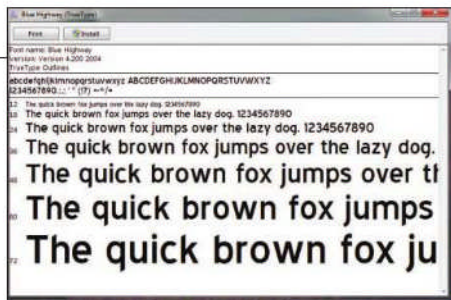 Blue Highway (TrueType)
Print Install
Font name: Blue Highway
Version: Version 4.200 2004
TrueType Outlines
abcdefghijklmnopqrstuvwxyz ABCDEFGHIJKLMNOPQRSTUVWXYZ
1234567890.:,; ' " (!?) +-*/=
12 The quick brown fox jumps over the lazy dog. 1234567890
18 The quick brown fox jumps over the lazy dog. 1234567890
24 The quick brown fox jumps over the lazy dog. 1234567890
36 The quick brown fox jumps over the lazy dog.
48 The quick brown fox jumps over th
60 The quick brown fox jumps
72 The quick brown fox ju